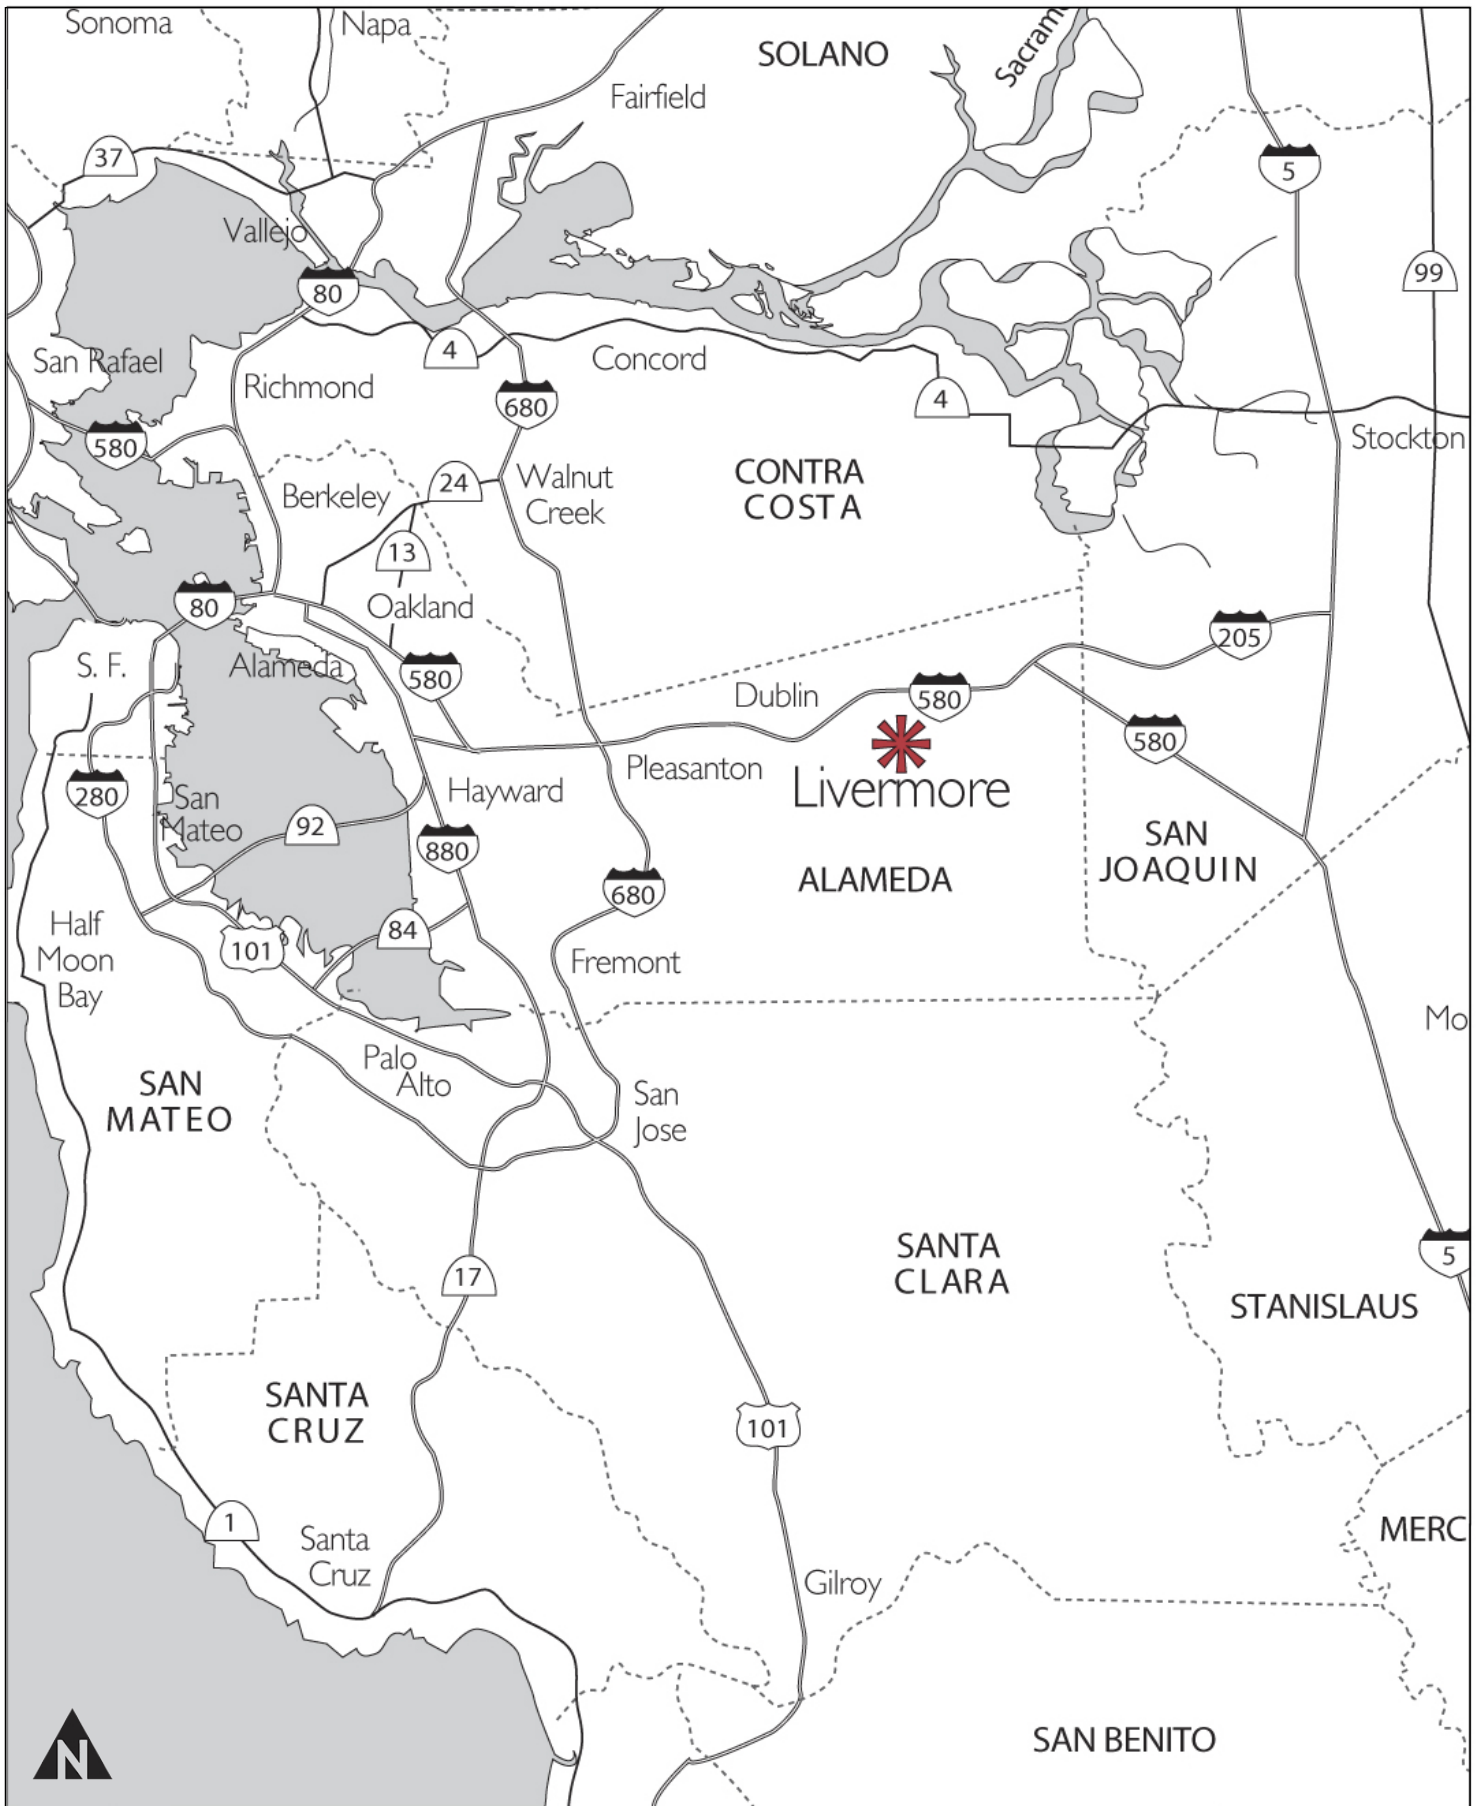 Sonoma
Napa
SOLANO
Sacram
Fairfield
37
5
Vallejo
80
99
San Rafael
4
Concord
Richmond
680
4
580
Stockton
24
Walnut
Creek
CONTRA
COSTA
Berkeley
13
80
Oakland
205
S. F.
Alameda
580
Dublin
580
580
280
San
Mateo
92
Hayward
Pleasanton
Livermore
880
SAN
JOAQUIN
680
ALAMEDA
Half
Moon
Bay
101
84
Fremont
Mo
Palo
Alto
SAN
MATEO
San
Jose
17
SANTA
CLARA
5
STANISLAUS
SANTA
CRUZ
101
1
Santa
Cruz
MERC
Gilroy
SAN BENITO
N